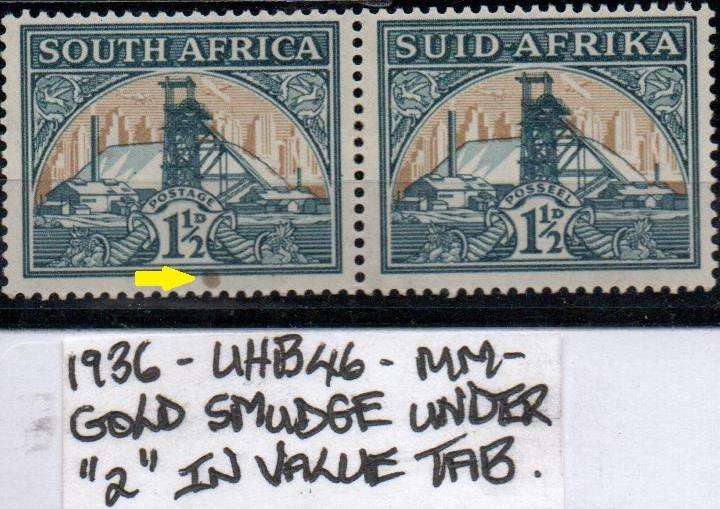 SOUTH AFRICA
POSTAGE
1½D
SUID-AFRIKA
POSSEEL
1½D
1936 - UHB46 - MM-
GOLD SMUDGE UNDER
"2" IN VALUE TAB.